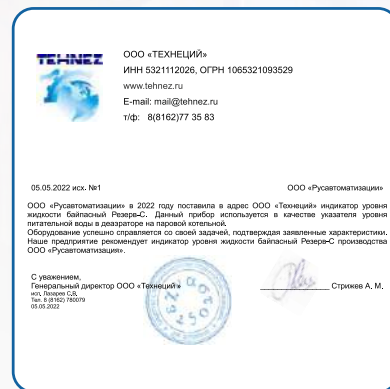 TEHNEZ
ООО «ТЕХНЕЦИЙ»
ИНН 5321112026, ОГРН 1065321093529
www.tehnez.ru
E-mail: mail@tehnez.ru
т/ф: 8(8162)77 35 83
05.05.2022 исх. №1
ООО «Русавтоматизации»
ООО «Русавтоматизации» в 2022 году поставила в адрес ООО «Технеций» индикатор уровня
жидкости байпасный Резерв-С. Данный прибор используется в качестве указателя уровня
питательной воды в деаэраторе на паровой котельной.
Оборудование успешно справляется со своей задачей, подтверждая заявленные характеристики.
Наше предприятие рекомендует индикатор уровня жидкости байпасный Резерв-С производства
ООО «Русавтоматизация».
С уважением,
Генеральный директор ООО «Технеций»
Стрижев А. М.
исп. Лазарев С.В.
Тел. 8 (8162) 780079
05.05.2022